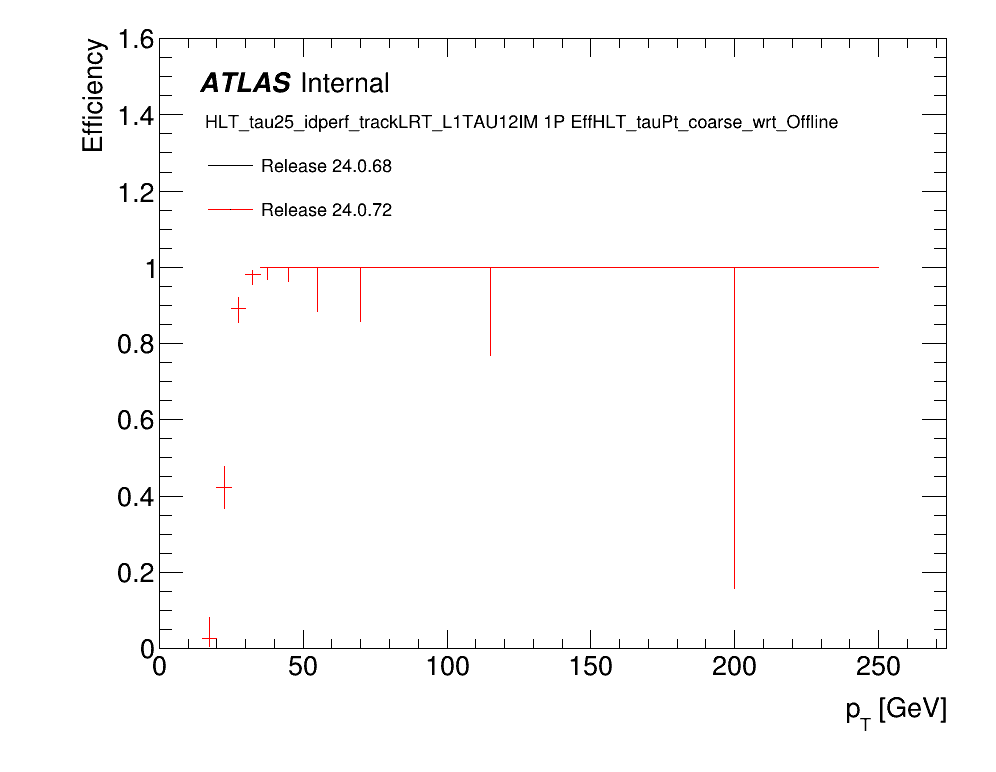 1.6
Efficiency
ATLAS Internal
1.4
HLT_tau25_idperf_trackLRT_L1TAU12IM 1P EffHLT_tauPt_coarse_wrt_Offline
Release 24.0.68
1.2
Release 24.0.72
1
0.8
0.6
0.4
0.2
0
0 50 100 150 200 250
pT [GeV]